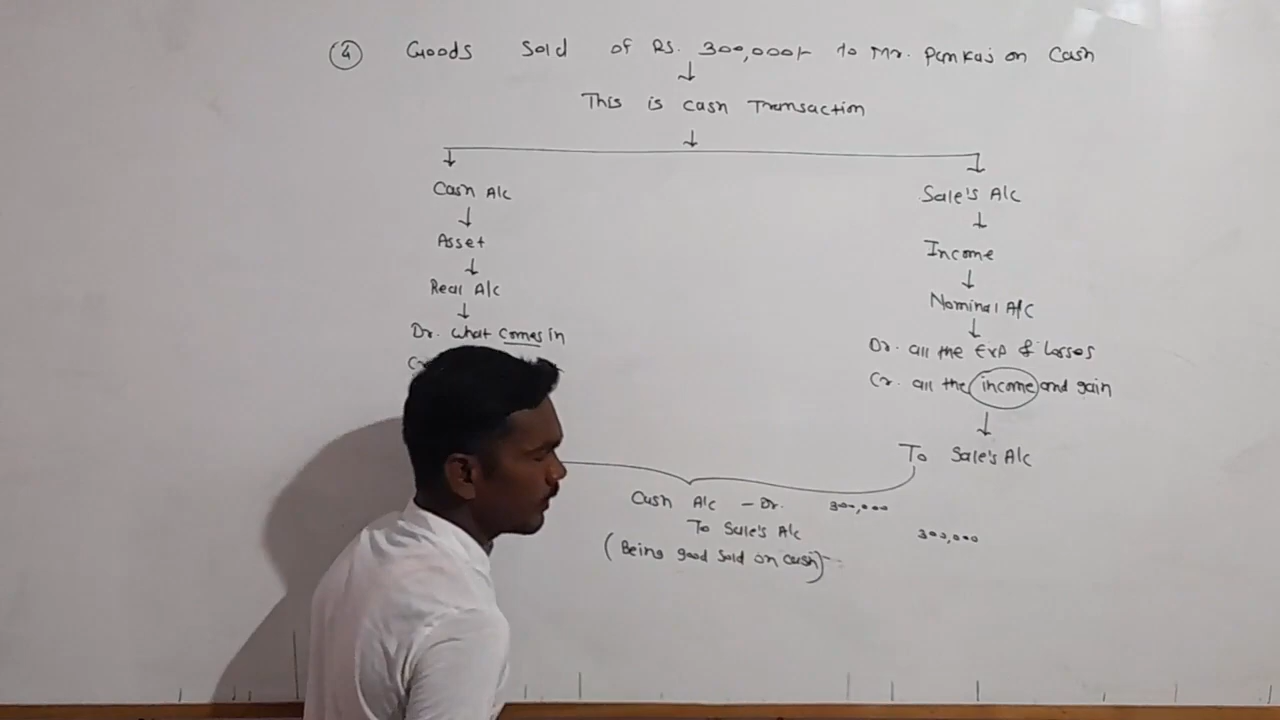 4 Goods Sold of RS. 300,000/- to Mr. Pankaj on Cash
This is cash Transaction
Cash A/c
Sale's A/c
Asset
Income
Real A/c
Nominal A/c
Dr. what comes in
Dr. all the Exp & losses
Cr. all the income and gain
To Sale's A/c
Cash A/c - Dr. 300,000
To Sale's A/c 300,000
(Being good sold on cash)